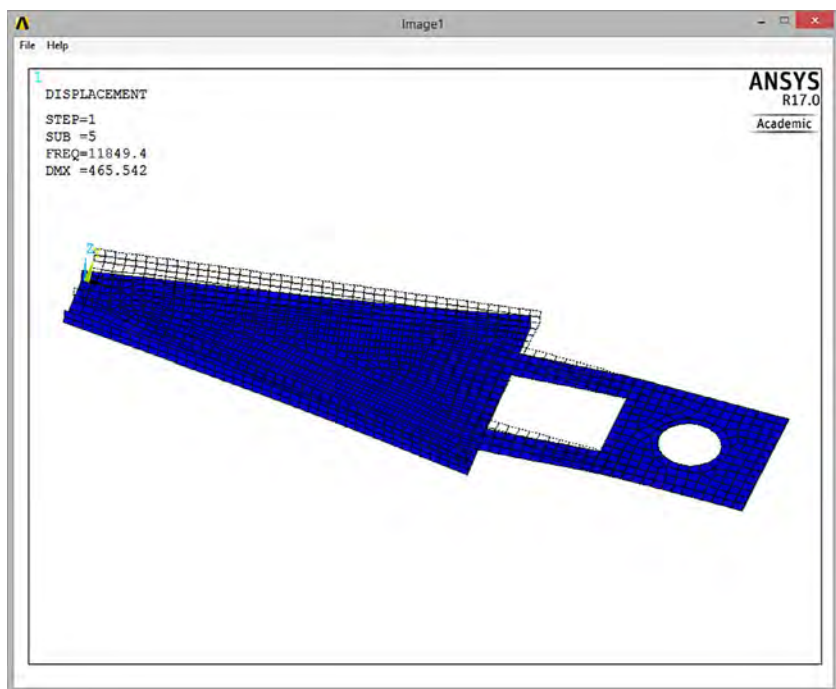 Image1
File Help
1
DISPLACEMENT
STEP=1
SUB =5
FREQ=11849.4
DMX =465.542
ANSYS
R17.0
Academic
Z